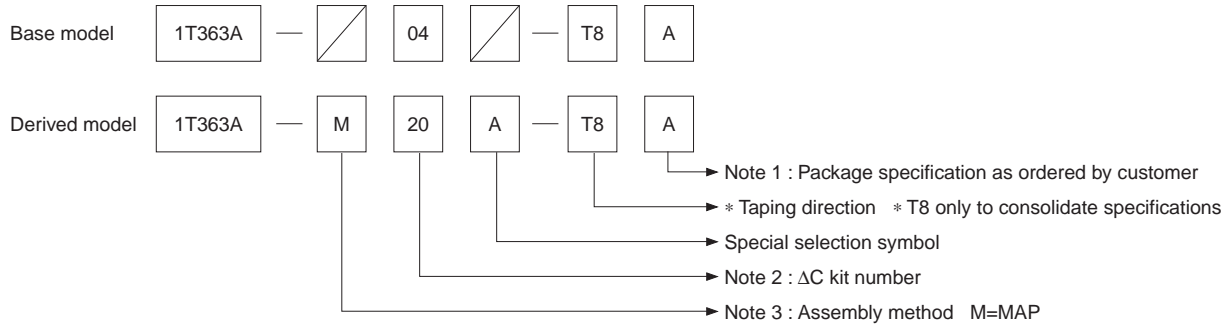 Base model 1T363A — 04 — T8 A
Derived model 1T363A — M 20 A — T8 A
Note 1 : Package specification as ordered by customer
* Taping direction * T8 only to consolidate specifications
Special selection symbol
Note 2 : ΔC kit number
Note 3 : Assembly method M=MAP